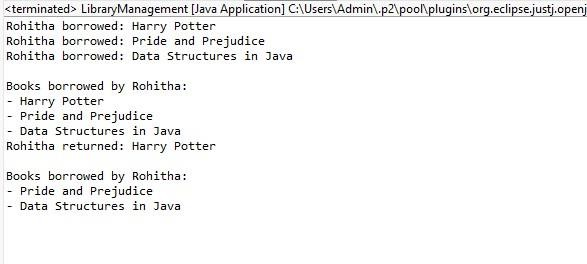 <terminated> LibraryManagement [Java Application] C:\Users\Admin\.p2\pool\plugins\org.eclipse.justj.openj
Rohitha borrowed: Harry Potter
Rohitha borrowed: Pride and Prejudice
Rohitha borrowed: Data Structures in Java
Books borrowed by Rohitha:
- Harry Potter
- Pride and Prejudice
- Data Structures in Java
Rohitha returned: Harry Potter
Books borrowed by Rohitha:
- Pride and Prejudice
- Data Structures in Java